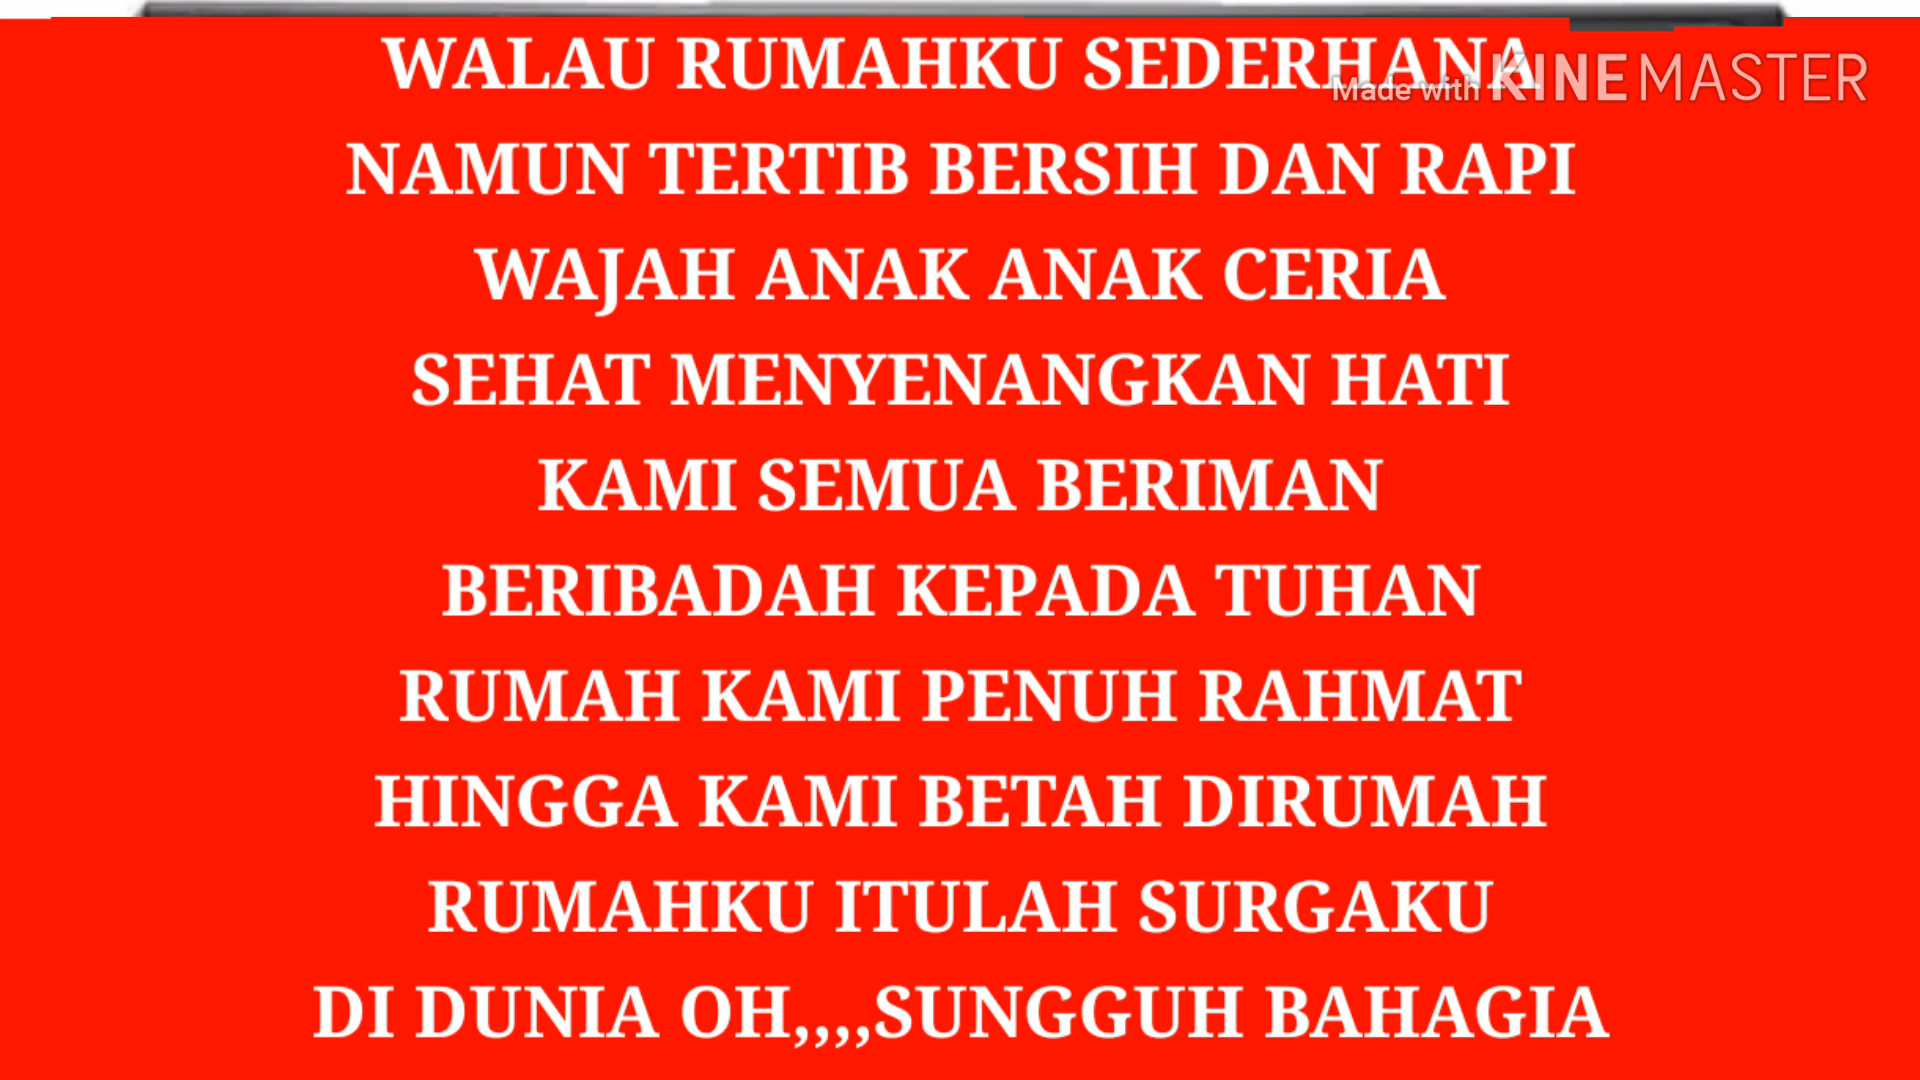 WALAU RUMAHKU SEDERHANA
Made with KINEMASTER
NAMUN TERTIB BERSIH DAN RAPI
WAJAH ANAK ANAK CERIA
SEHAT MENYENANGKAN HATI
KAMI SEMUA BERIMAN
BERIBADAH KEPADA TUHAN
RUMAH KAMI PENUH RAHMAT
HINGGA KAMI BETAH DIRUMAH
RUMAHKU ITULAH SURGAKU
DI DUNIA OH,,,,SUNGGUH BAHAGIA